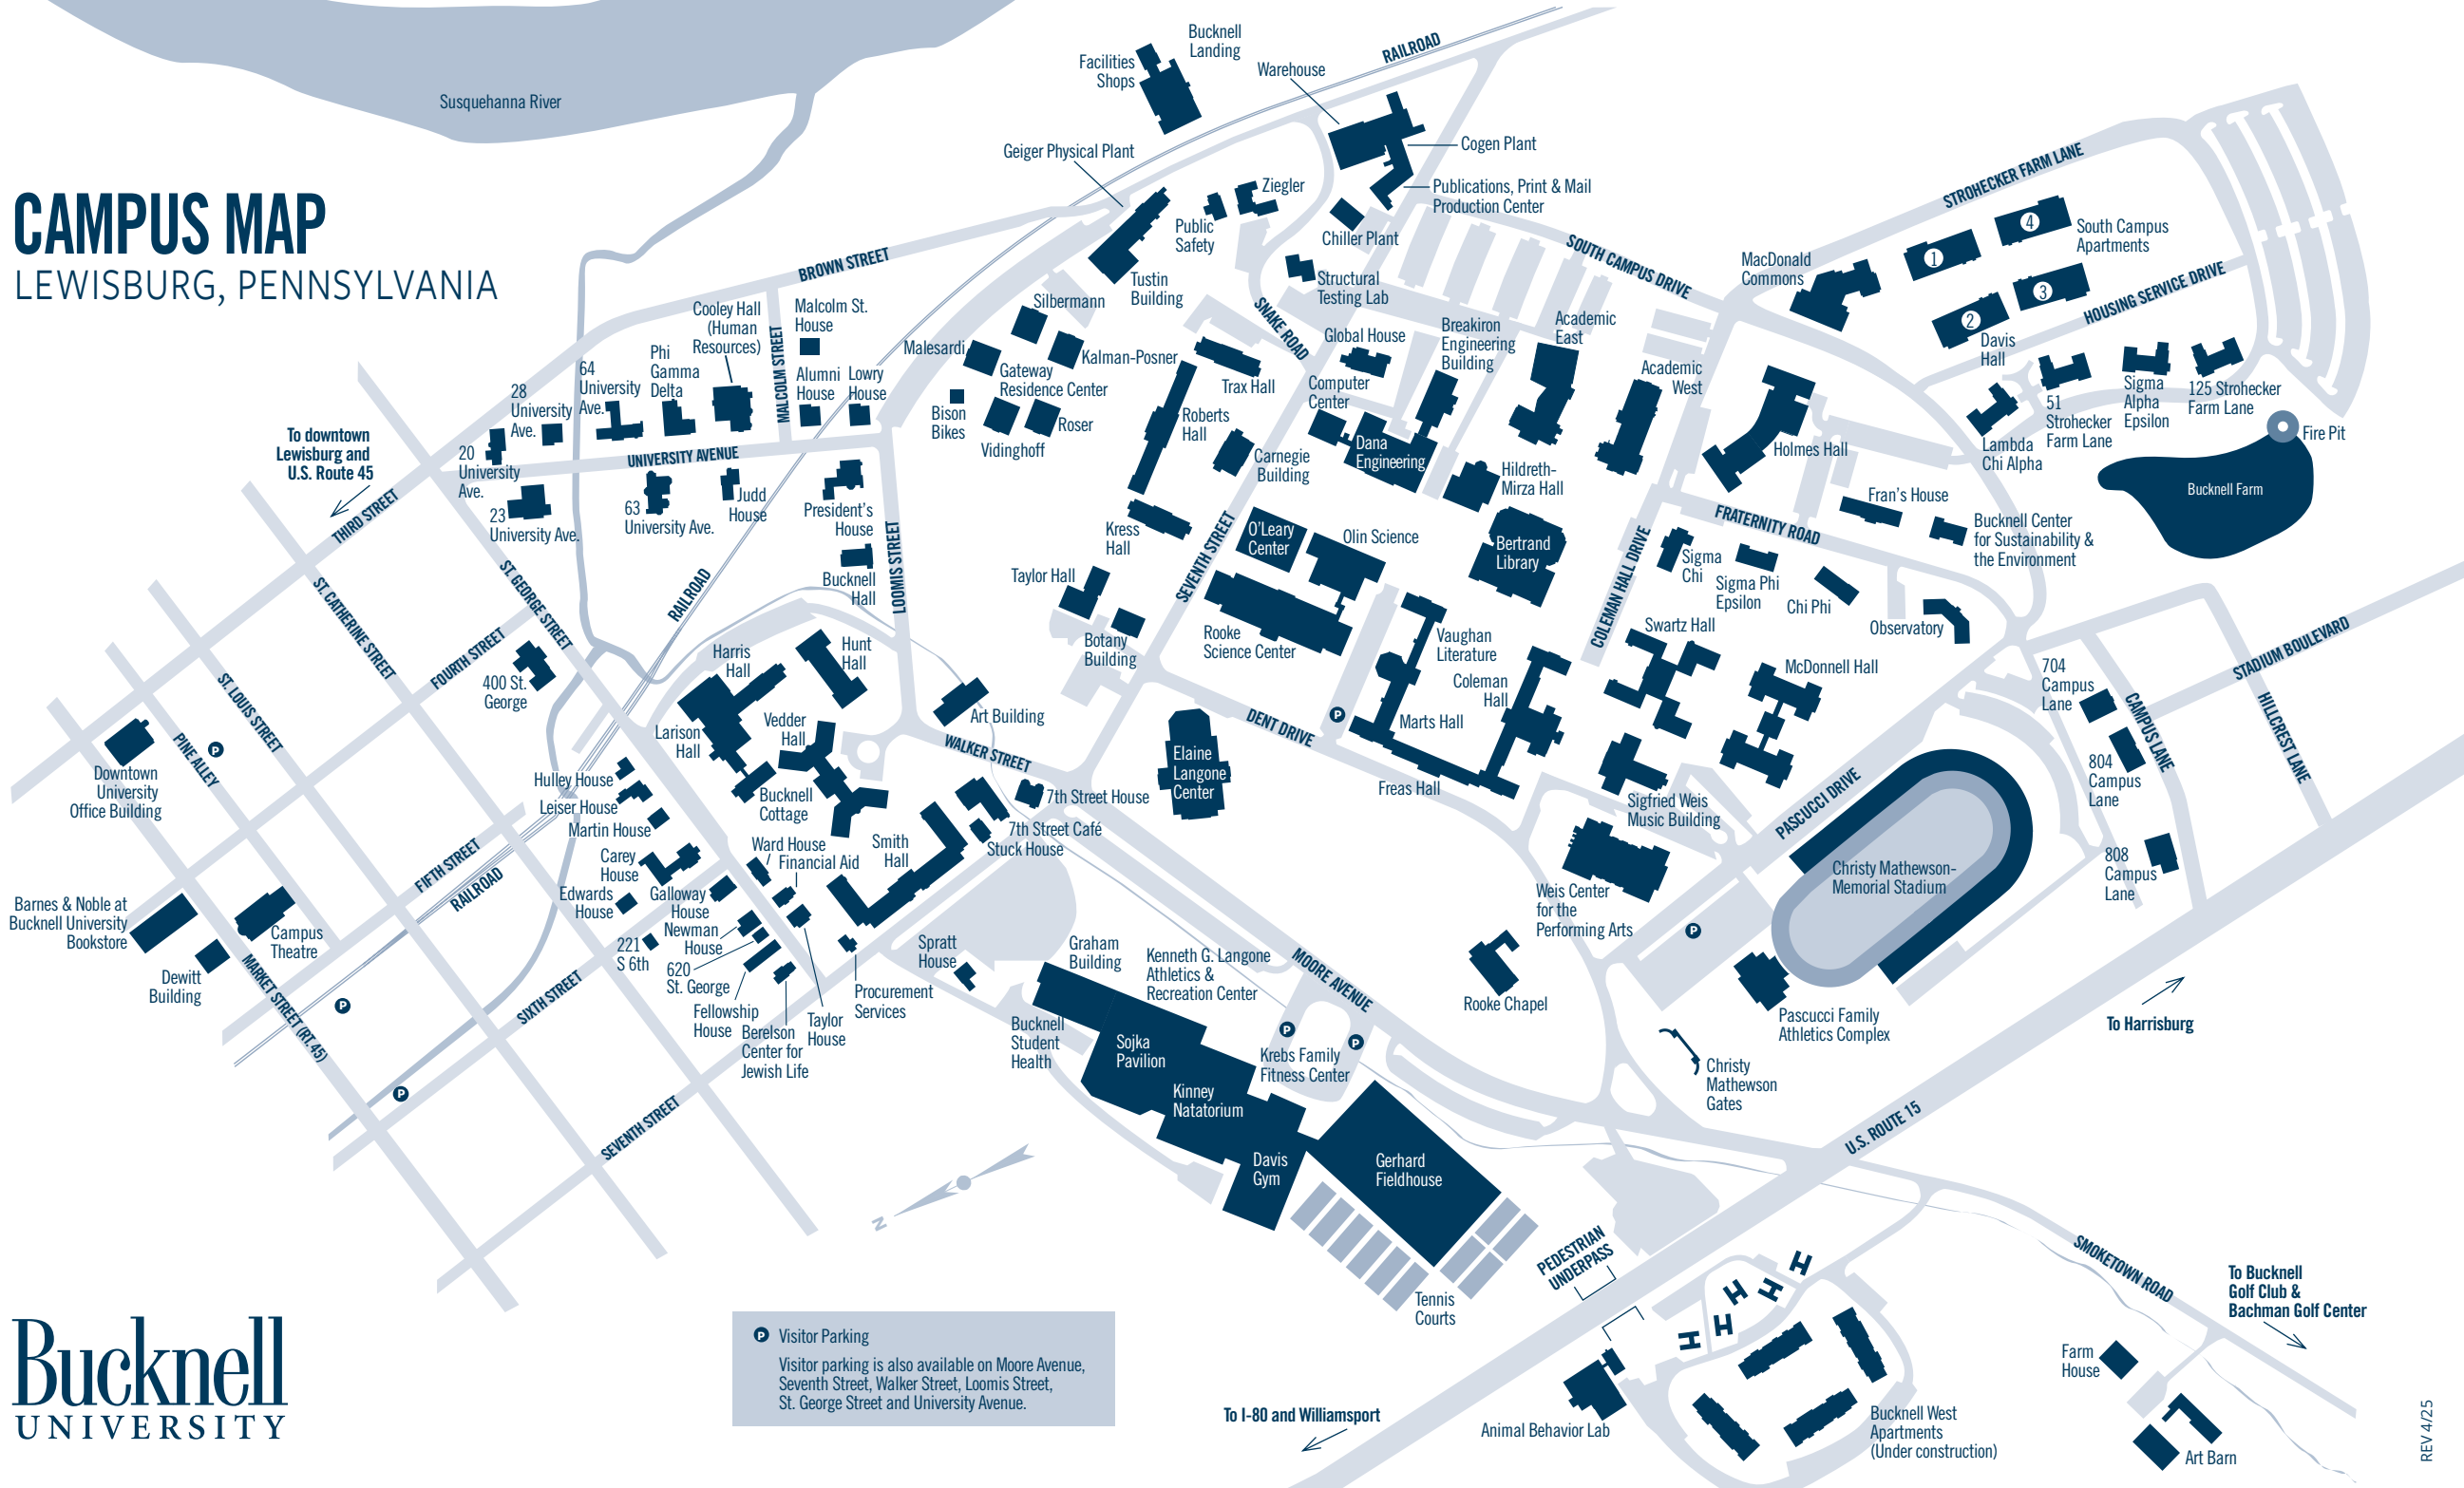 CAMPUS MAP
LEWISBURG, PENNSYLVANIA
Susquehanna River
Facilities
Shops
Bucknell
Landing
Warehouse
RAILROAD
Cogen Plant
Publications, Print & Mail
Production Center
Geiger Physical Plant
Ziegler
Public
Safety
Chiller Plant
Tustin
Building
Structural
Testing Lab
SOUTH CAMPUS DRIVE
STROHECKER FARM LANE
MacDonald
Commons
1
4
2
3
South Campus
Apartments
HOUSING SERVICE DRIVE
BROWN STREET
Silbermann
Malesardi
Kalman-Posner
Gateway
Residence Center
Bison
Bikes
Roser
Vidinghoff
SNAKE ROAD
Trax Hall
Global House
Computer
Center
Breakiron
Engineering
Building
Academic
East
Academic
West
Roberts
Hall
Carnegie
Building
Dana
Engineering
Hildreth-
Mirza Hall
Holmes Hall
Davis
Hall
Lambda
Chi Alpha
51
Strohecker
Farm Lane
Sigma
Alpha
Epsilon
125 Strohecker
Farm Lane
Fire Pit
Bucknell Farm
Cooley Hall
(Human
Resources)
Malcolm St.
House
MALCOLM STREET
Alumni
House
Lowry
House
Phi
Gamma
Delta
64
University
Ave.
28
University
Ave.
20
University
Ave.
23
University Ave.
UNIVERSITY AVENUE
63
University Ave.
Judd
House
President's
House
Bucknell
Hall
LOOMIS STREET
To downtown
Lewisburg and
U.S. Route 45
THIRD STREET
ST. GEORGE STREET
ST. CATHERINE STREET
FOURTH STREET
RAILROAD
ST. LOUIS STREET
PINE ALLEY
P
400 St.
George
Downtown
University
Office Building
Kress
Hall
Taylor Hall
Botany
Building
SEVENTH STREET
O'Leary
Center
Olin Science
Bertrand
Library
Rooke
Science Center
Vaughan
Literature
Coleman
Hall
Marts Hall
Freas Hall
P
DENT DRIVE
Elaine
Langone
Center
COLEMAN HALL DRIVE
FRATERNITY ROAD
Fran's House
Bucknell Center
for Sustainability &
the Environment
Sigma
Chi
Sigma Phi
Epsilon
Chi Phi
Observatory
Swartz Hall
McDonnell Hall
Sigfried Weis
Music Building
Weis Center
for the
Performing Arts
Rooke Chapel
PASCUCCI DRIVE
P
Christy Mathewson-
Memorial Stadium
Pascucci Family
Athletics Complex
Christy
Mathewson
Gates
704
Campus
Lane
804
Campus
Lane
808
Campus
Lane
CAMPUS LANE
STADIUM BOULEVARD
HILLCREST LANE
To Harrisburg
U.S. ROUTE 15
Harris
Hall
Hunt
Hall
Larison
Hall
Vedder
Hall
Bucknell
Cottage
Art Building
WALKER STREET
7th Street House
7th Street Café
Stuck House
Smith
Hall
Hulley House
Leiser House
Martin House
Carey
House
Edwards
House
Ward House
Financial Aid
Galloway
House
Newman
House
221
S 6th
620
St. George
Fellowship
House
Berelson
Center for
Jewish Life
Taylor
House
Procurement
Services
Spratt
House
FIFTH STREET
RAILROAD
SIXTH STREET
SEVENTH STREET
MARKET STREET (RT. 45)
P
P
Barnes & Noble at
Bucknell University
Bookstore
Dewitt
Building
Campus
Theatre
Graham
Building
Kenneth G. Langone
Athletics &
Recreation Center
Bucknell
Student
Health
Sojka
Pavilion
Kinney
Natatorium
Davis
Gym
Gerhard
Fieldhouse
Krebs Family
Fitness Center
P
P
MOORE AVENUE
Tennis
Courts
N
PEDESTRIAN
UNDERPASS
Animal Behavior Lab
To I-80 and Williamsport
Bucknell West
Apartments
(Under construction)
SMOKETOWN ROAD
To Bucknell
Golf Club &
Bachman Golf Center
Farm
House
Art Barn
REV 4/25
P Visitor Parking
Visitor parking is also available on Moore Avenue,
Seventh Street, Walker Street, Loomis Street,
St. George Street and University Avenue.
Bucknell
UNIVERSITY